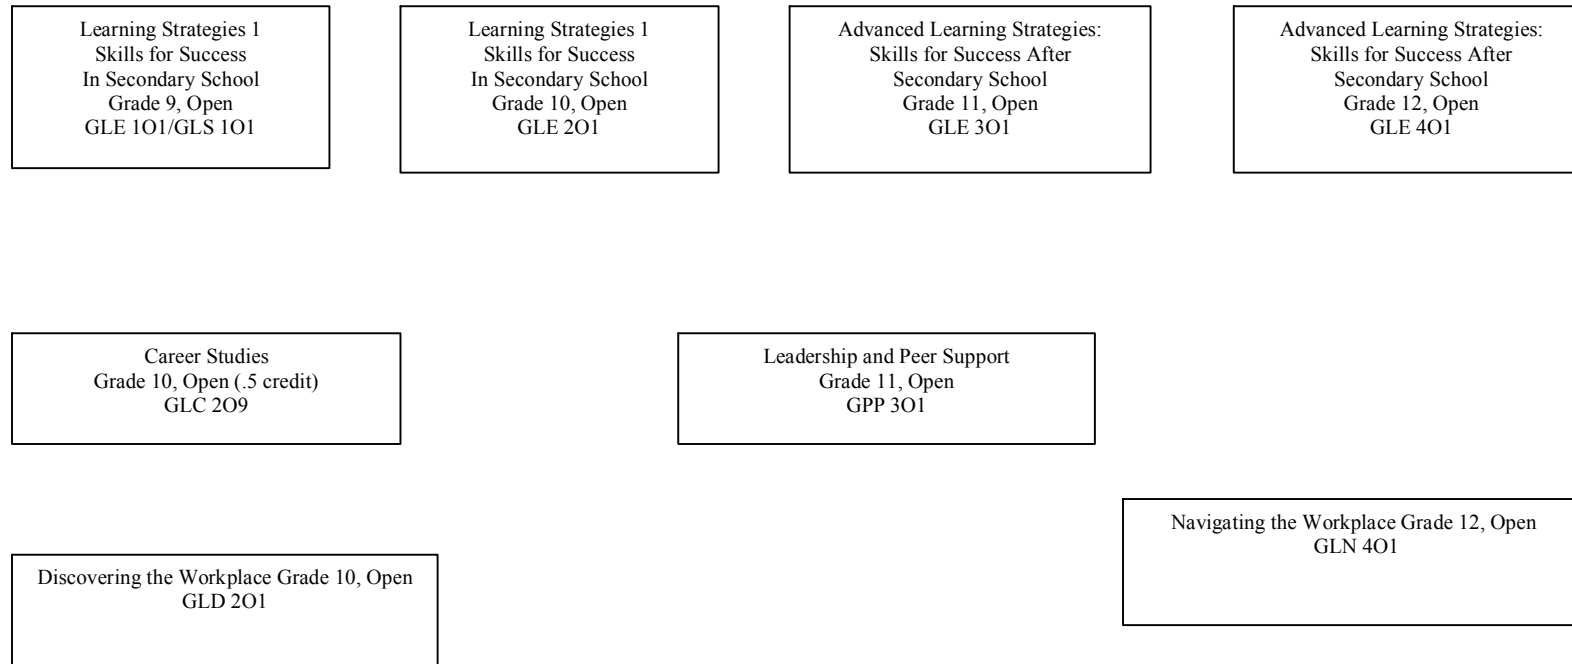 Learning Strategies 1
Skills for Success
In Secondary School
Grade 9, Open
GLE 1O1/GLS 1O1
Learning Strategies 1
Skills for Success
In Secondary School
Grade 10, Open
GLE 2O1
Advanced Learning Strategies:
Skills for Success After
Secondary School
Grade 11, Open
GLE 3O1
Advanced Learning Strategies:
Skills for Success After
Secondary School
Grade 12, Open
GLE 4O1
Career Studies
Grade 10, Open (.5 credit)
GLC 2O9
Leadership and Peer Support
Grade 11, Open
GPP 3O1
Navigating the Workplace Grade 12, Open
GLN 4O1
Discovering the Workplace Grade 10, Open
GLD 2O1